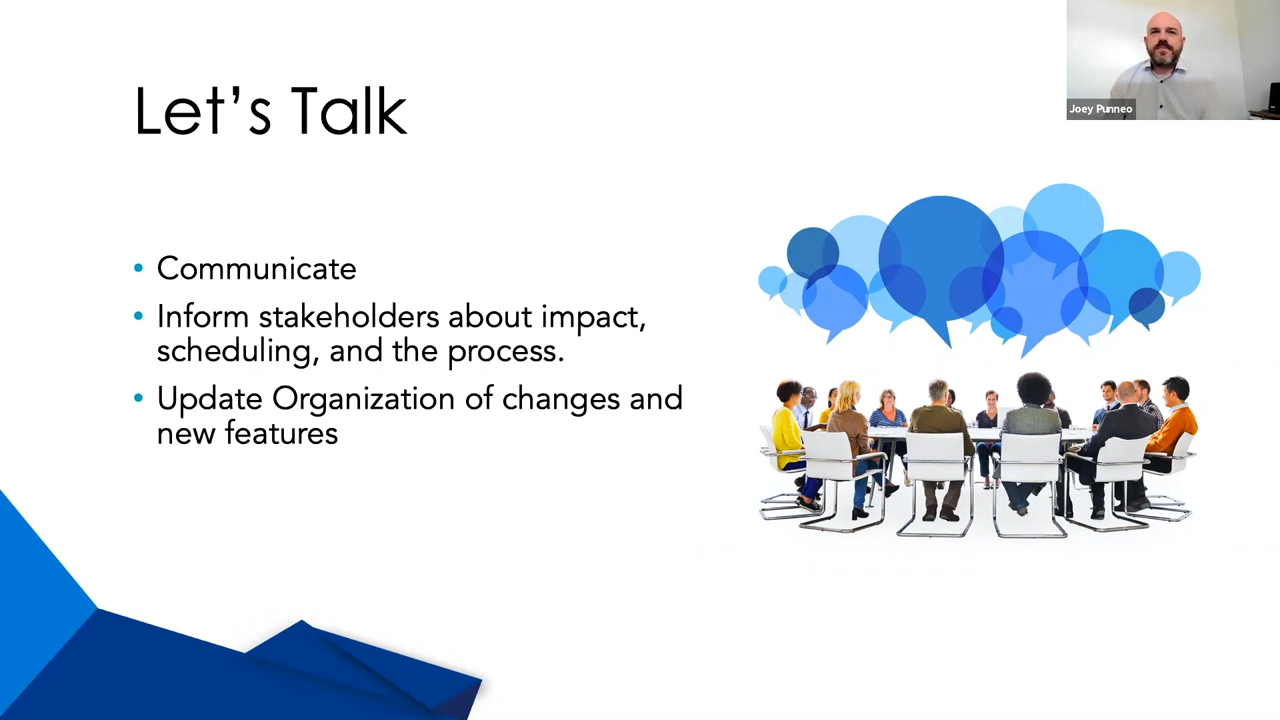 Let's Talk
Joey Punneo
• Communicate
• Inform stakeholders about impact,
scheduling, and the process.
• Update Organization of changes and
new features